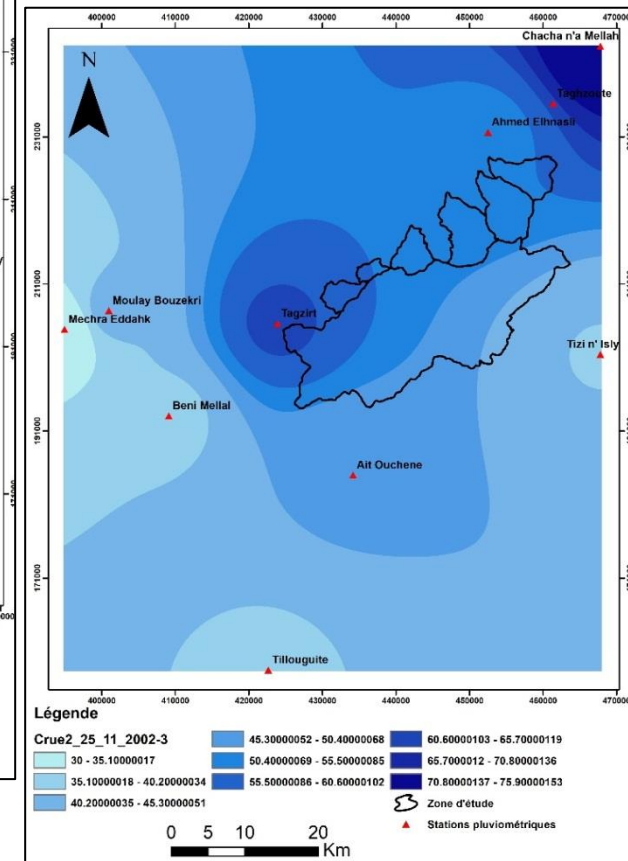 400000 410000 420000 430000 440000 450000 460000 470000
Chacha n'a Mellah
N
Taghzoute
Ahmed Elhnasli
231000
211000
Moulay Bouzekri
Mechra Eddahk
Tagzirt
Tizi n' Isly
Beni Mellal
191000
Ait Ouchene
171000
Tillouguite
400000 410000 420000 430000 440000 450000 460000 470000
Légende
Crue2_25_11_2002-3
30 - 35.10000017
35.10000018 - 40.20000034
40.20000035 - 45.30000051
45.30000052 - 50.40000068
50.40000069 - 55.50000085
55.50000086 - 60.60000102
60.60000103 - 65.70000119
65.7000012 - 70.80000136
70.80000137 - 75.90000153
Zone d'étude
Stations pluviométriques
0 5 10 20
Km